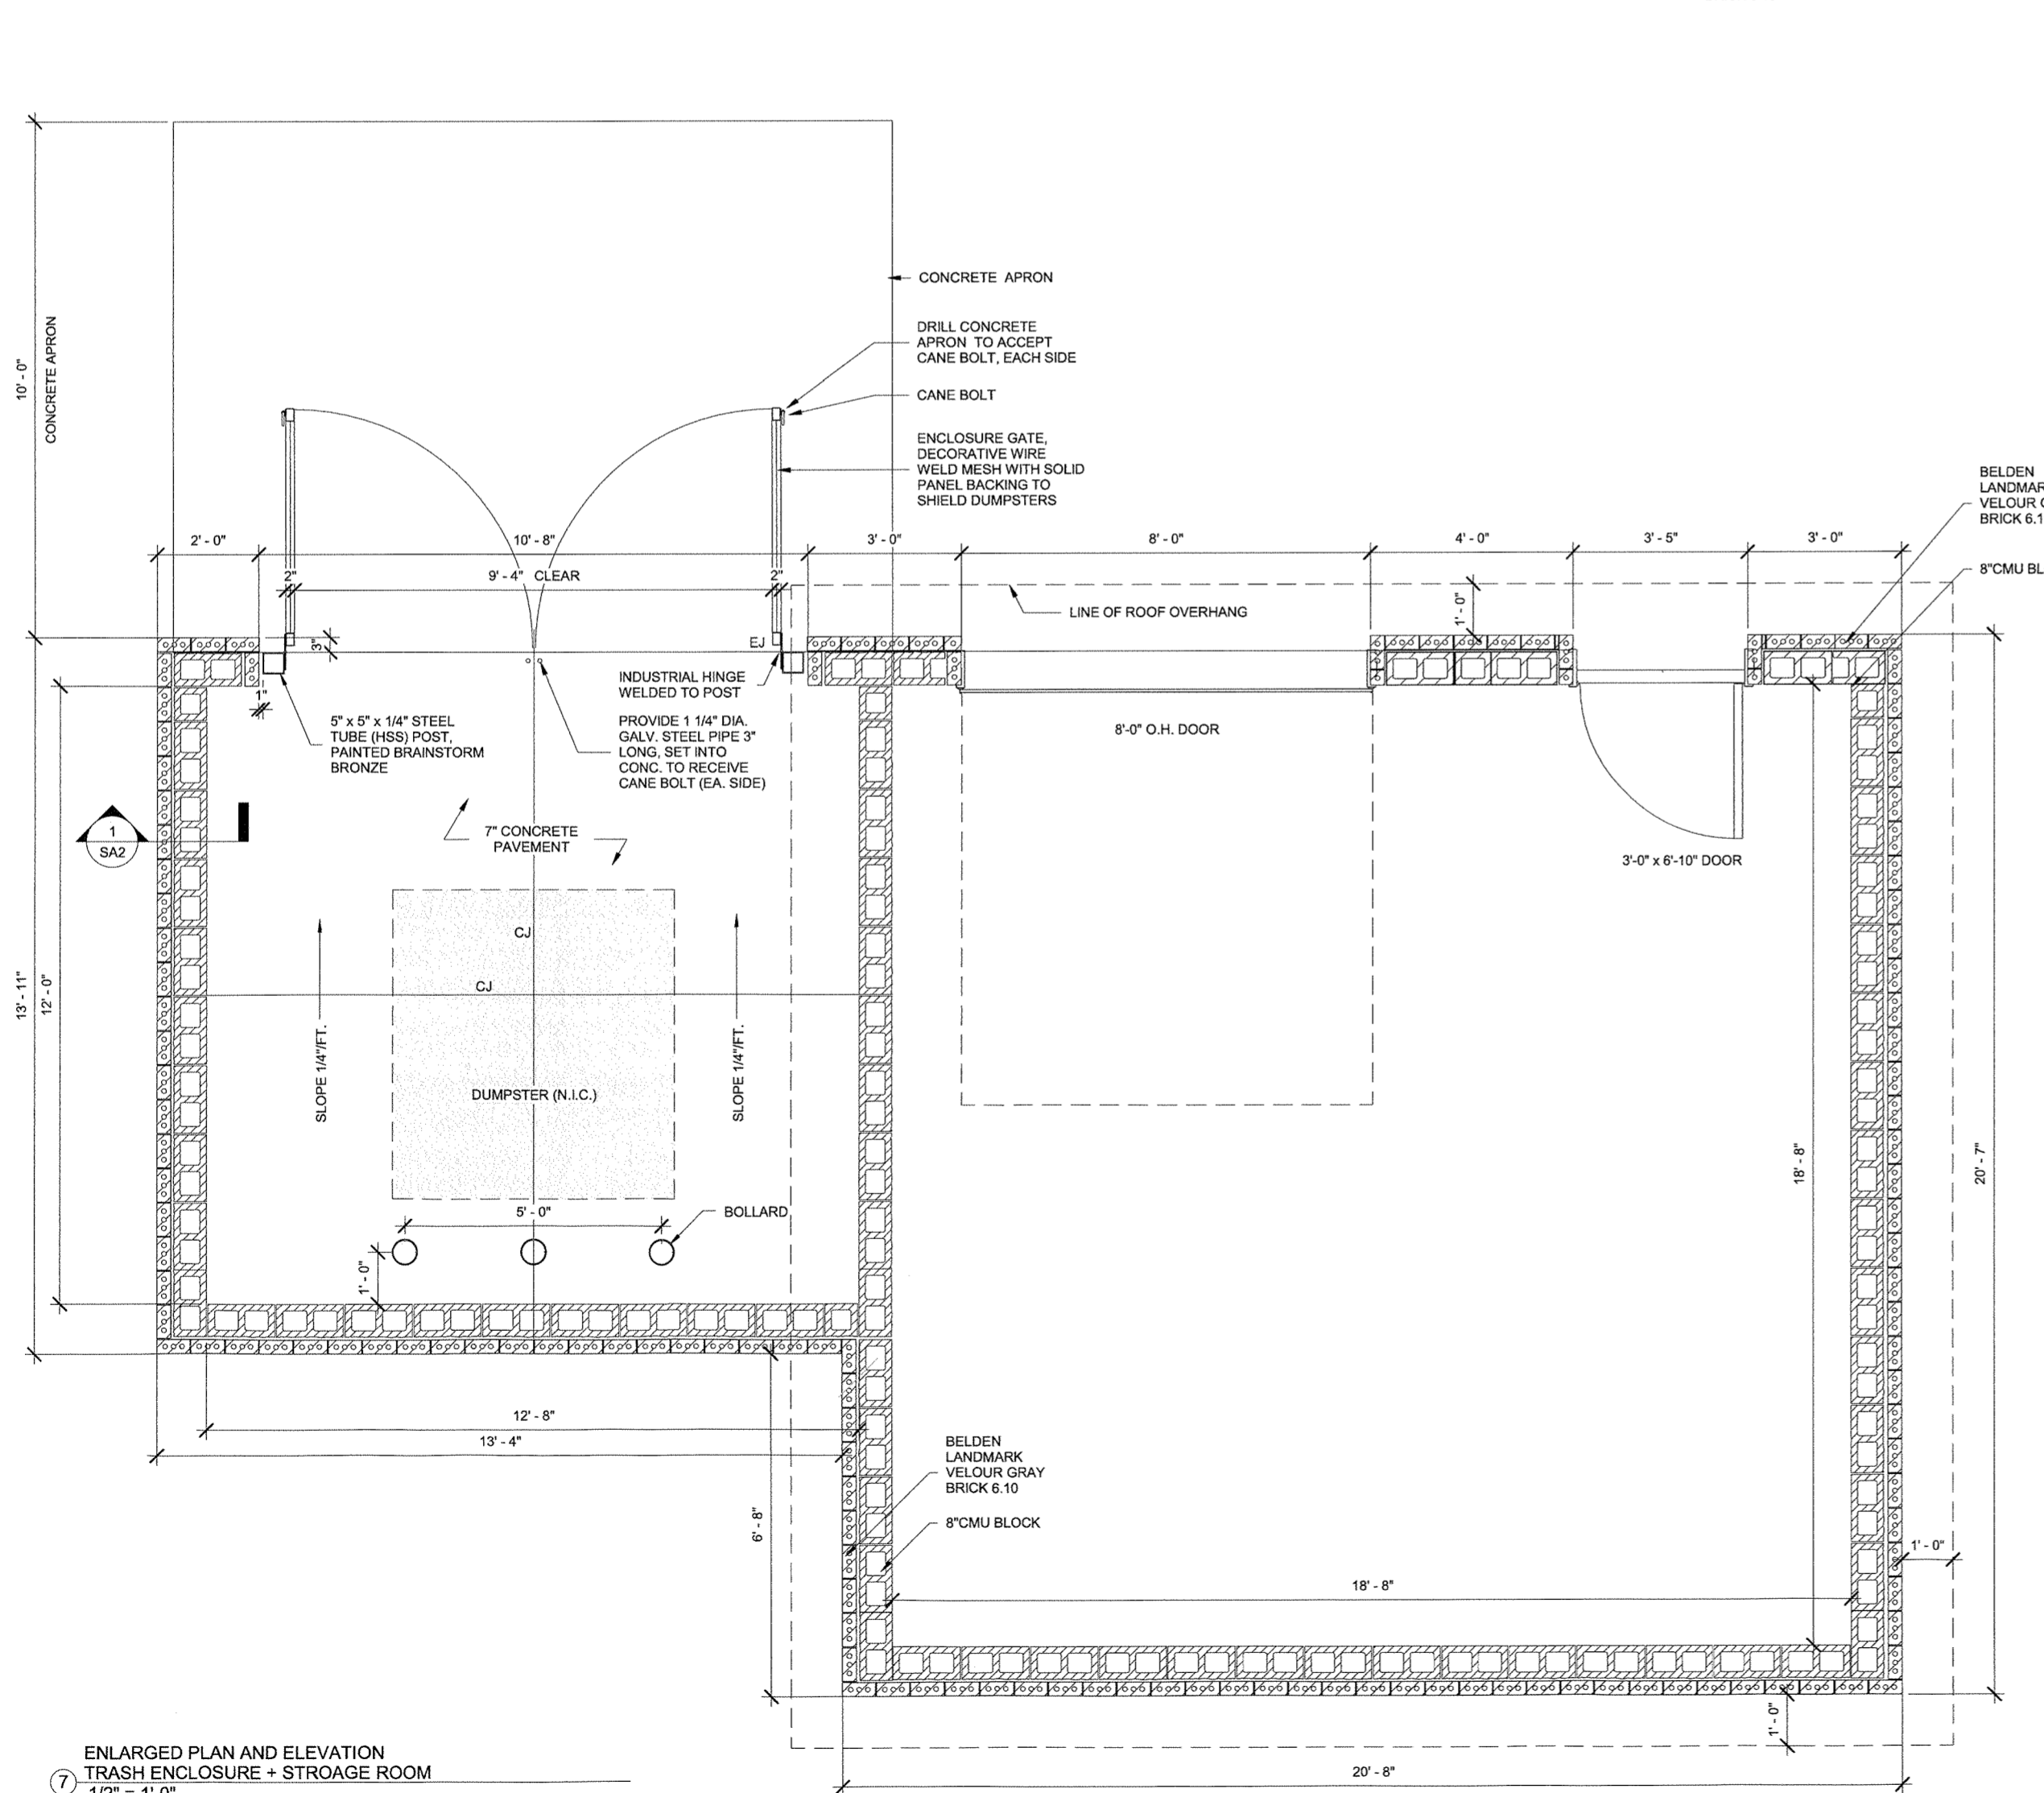 CONCRETE APRON
DRILL CONCRETE
APRON TO ACCEPT
CANE BOLT, EACH SIDE
CANE BOLT
ENCLOSURE GATE,
DECORATIVE WIRE
WELD MESH WITH SOLID
PANEL BACKING TO
SHIELD DUMPSTERS
10' - 0"
CONCRETE APRON
BELDEN
BRICK 6.1
2' - 0"
10' - 8"
3' - 0"
8' - 0"
4' - 0"
3' - 5"
3' - 0"
2"
9' - 4" CLEAR
2"
8"CMU
LINE OF ROOF OVERHANG
1' - 0"
3"
EJ
INDUSTRIAL HINGE
WELDED TO POST
1"
5" x 5" x 1/4" STEEL
TUBE (HSS) POST,
PAINTED BRAINSTORM
BRONZE
PROVIDE 1 1/4" DIA.
GALV. STEEL PIPE 3"
LONG, SET INTO
CONC. TO RECEIVE
CANE BOLT (EA. SIDE)
8'-0" O.H. DOOR
1
SA2
7" CONCRETE
PAVEMENT
3'-0" x 6'-10" DOOR
CJ
CJ
13' - 11"
12' - 0"
SLOPE 1/4"/FT.
SLOPE 1/4"/FT.
DUMPSTER (N.I.C.)
18' - 8"
20' - 7"
5' - 0"
BOLLARD
1' - 0"
12' - 8"
13' - 4"
BELDEN
LANDMARK
VELOUR GRAY
BRICK 6.10
8"CMU BLOCK
6' - 8"
1' - 0"
18' - 8"
1' - 0"
20' - 8"
7
ENLARGED PLAN AND ELEVATION
TRASH ENCLOSURE + STROAGE ROOM
1/2" = 1'-0"